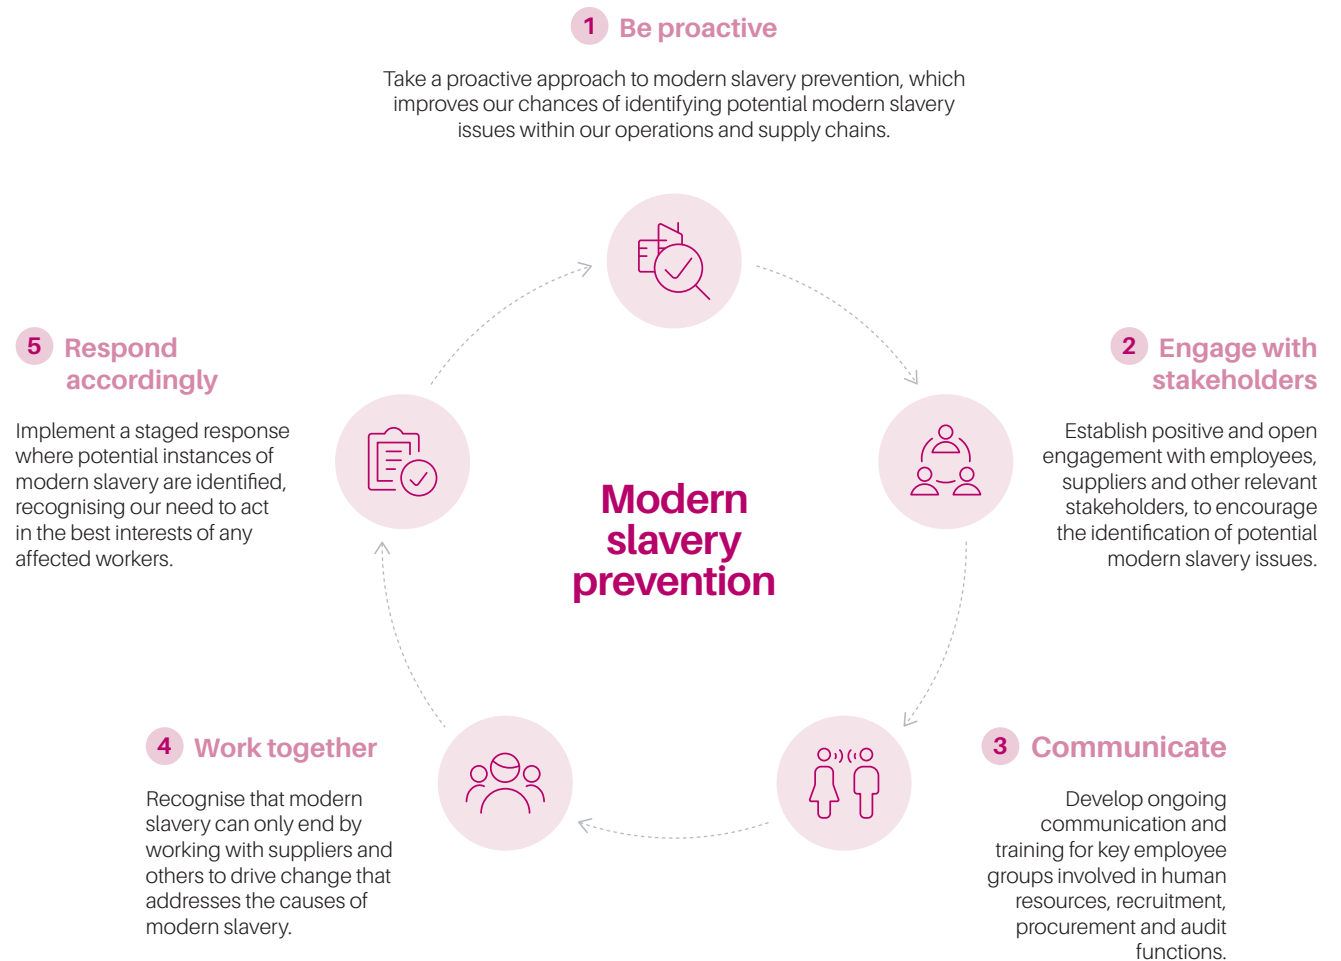 1 Be proactive
Take a proactive approach to modern slavery prevention, which
improves our chances of identifying potential modern slavery
issues within our operations and supply chains.
2 Engage with
stakeholders
Establish positive and open
engagement with employees,
suppliers and other relevant
stakeholders, to encourage
the identification of potential
modern slavery issues.
3 Communicate
Develop ongoing
communication and
training for key employee
groups involved in human
resources, recruitment,
procurement and audit
functions.
4 Work together
Recognise that modern
slavery can only end by
working with suppliers and
others to drive change that
addresses the causes of
modern slavery.
5 Respond
accordingly
Implement a staged response
where potential instances of
modern slavery are identified,
recognising our need to act
in the best interests of any
affected workers.
Modern
slavery
prevention